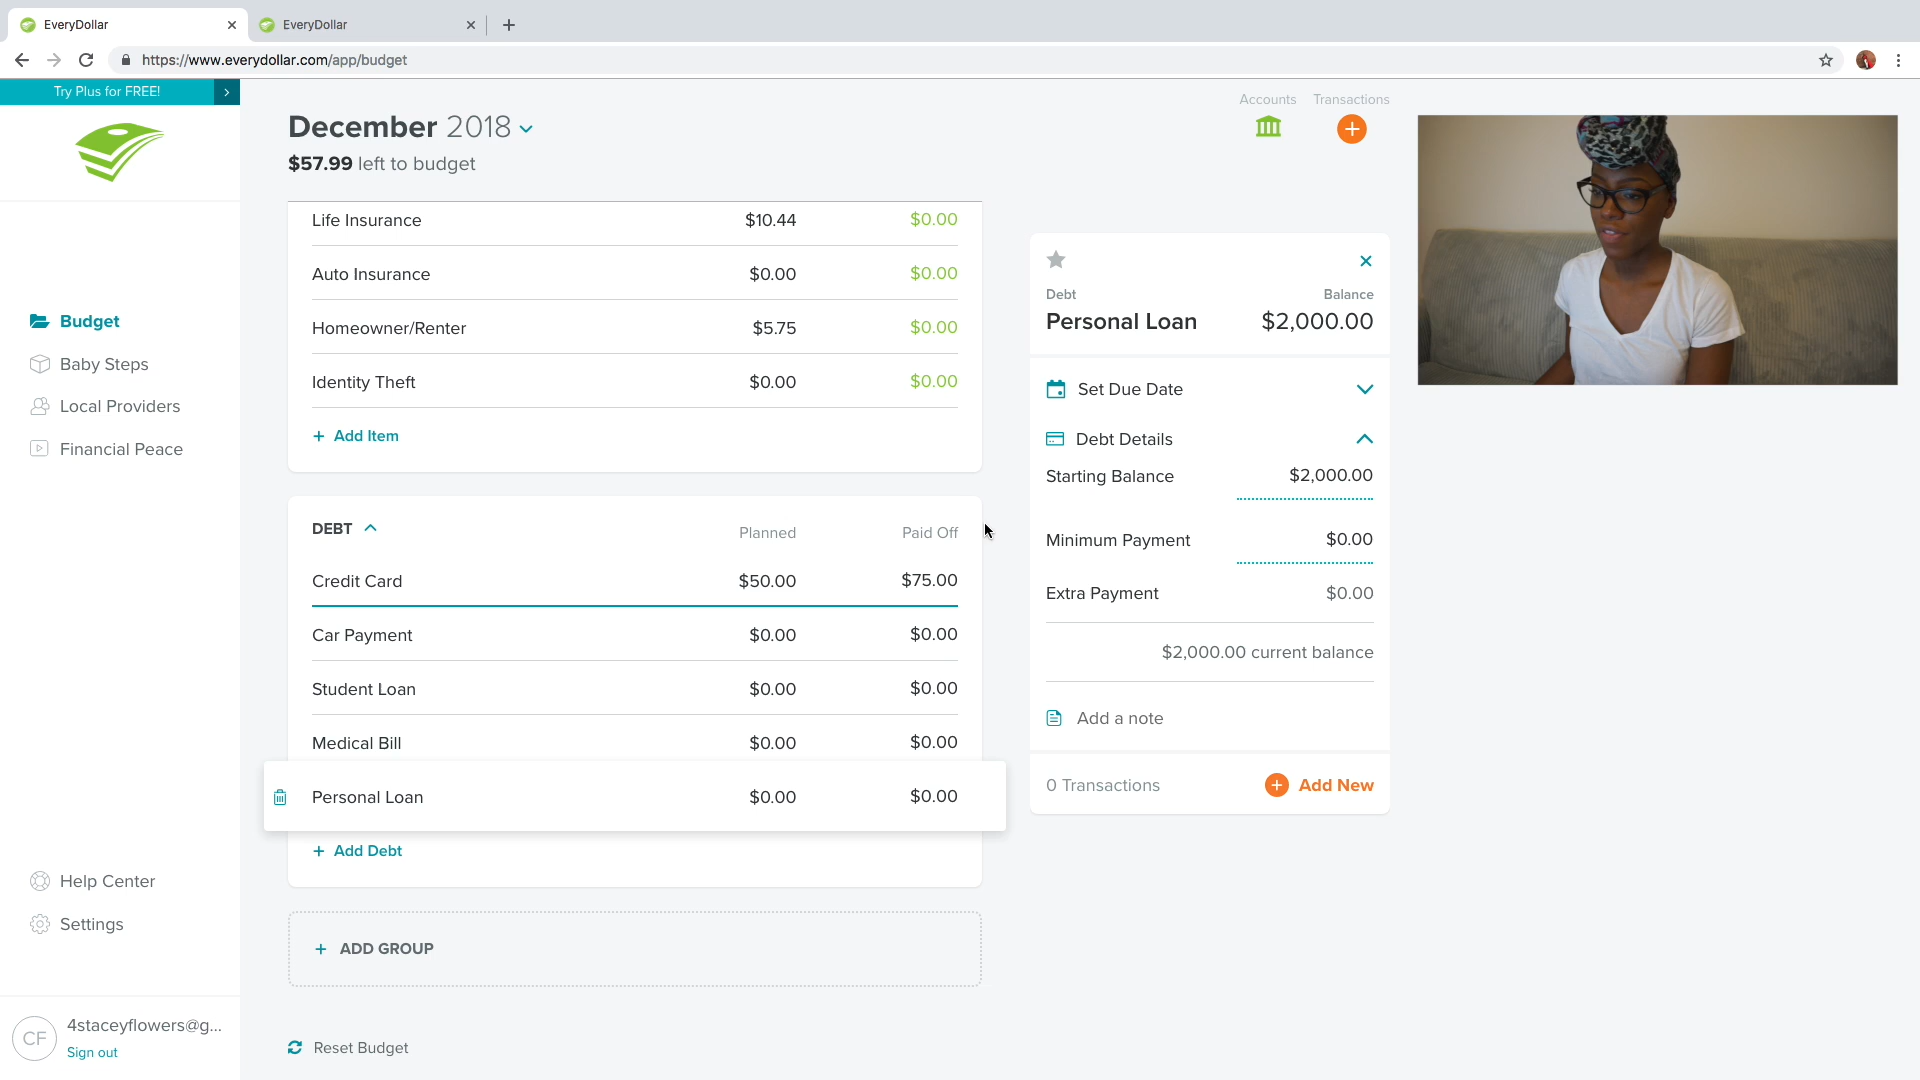 EveryDollar
EveryDollar
https://www.everydollar.com/app/budget
Try Plus for FREE!
December 2018
$57.99 left to budget
Accounts
Transactions
Budget
Baby Steps
Local Providers
Financial Peace
Help Center
Settings
CF
4staceyflowers@g...
Sign out
Life Insurance $10.44 $0.00
Auto Insurance $0.00 $0.00
Homeowner/Renter $5.75 $0.00
Identity Theft $0.00 $0.00
+ Add Item
DEBT Planned Paid Off
Credit Card $50.00 $75.00
Car Payment $0.00 $0.00
Student Loan $0.00 $0.00
Medical Bill $0.00 $0.00
Personal Loan $0.00 $0.00
+ Add Debt
+ ADD GROUP
Reset Budget
Debt Balance
Personal Loan $2,000.00
Set Due Date
Debt Details
Starting Balance $2,000.00
Minimum Payment $0.00
Extra Payment $0.00
$2,000.00 current balance
Add a note
0 Transactions + Add New